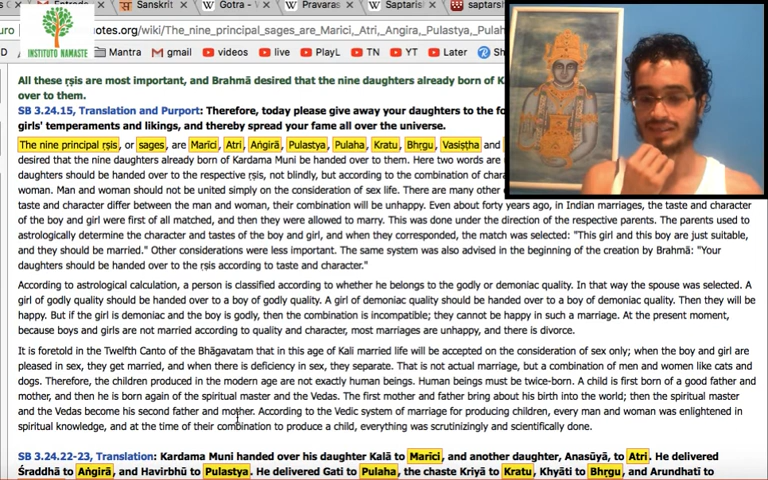 Sanskrit
Gotra - V
Pravaras
Atri
saptars
INSTITUTO NAMASTE
otes.org/wiki/The_nine_principal_sages_are_Marici,_Atri,_Angira,_Pulastya,_Pulah
Mantra gmail videos live PlayL TN YT Later
All these ṛṣis are most important, and Brahmā desired that the nine daughters already born of K
over to them.
SB 3.24.15, Translation and Purport: Therefore, today please give away your daughters to the fo
girls' temperaments and likings, and thereby spread your fame all over the universe.
The nine principal ṛṣis, or sages, are Marīci, Atri, Aṅgirā, Pulastya, Pulaha, Kratu, Bhṛgu, Vasiṣṭha and
desired that the nine daughters already born of Kardama Muni be handed over to them. Here two words are
daughters should be handed over to the respective ṛṣis, not blindly, but according to the combination of chara
woman. Man and woman should not be united simply on the consideration of sex life. There are many other
taste and character differ between the man and woman, their combination will be unhappy. Even about forty years ago, in Indian marriages, the taste and character
of the boy and girl were first of all matched, and then they were allowed to marry. This was done under the direction of the respective parents. The parents used to
astrologically determine the character and tastes of the boy and girl, and when they corresponded, the match was selected: "This girl and this boy are just suitable,
and they should be married." Other considerations were less important. The same system was also advised in the beginning of the creation by Brahmā: "Your
daughters should be handed over to the ṛṣis according to taste and character."
According to astrological calculation, a person is classified according to whether he belongs to the godly or demoniac quality. In that way the spouse was selected. A
girl of godly quality should be handed over to a boy of godly quality. A girl of demoniac quality should be handed over to a boy of demoniac quality. Then they will be
happy. But if the girl is demoniac and the boy is godly, then the combination is incompatible; they cannot be happy in such a marriage. At the present moment,
because boys and girls are not married according to quality and character, most marriages are unhappy, and there is divorce.
It is foretold in the Twelfth Canto of the Bhāgavatam that in this age of Kali married life will be accepted on the consideration of sex only; when the boy and girl are
pleased in sex, they get married, and when there is deficiency in sex, they separate. That is not actual marriage, but a combination of men and women like cats and
dogs. Therefore, the children produced in the modern age are not exactly human beings. Human beings must be twice-born. A child is first born of a good father and
mother, and then he is born again of the spiritual master and the Vedas. The first mother and father bring about his birth into the world; then the spiritual master
and the Vedas become his second father and mother. According to the Vedic system of marriage for producing children, every man and woman was enlightened in
spiritual knowledge, and at the time of their combination to produce a child, everything was scrutinizingly and scientifically done.
SB 3.24.22-23, Translation: Kardama Muni handed over his daughter Kalā to Marīci, and another daughter, Anasūyā, to Atri. He delivered
Śraddhā to Aṅgirā, and Havirbhū to Pulastya. He delivered Gati to Pulaha, the chaste Kriyā to Kratu, Khyāti to Bhṛgu, and Arundhatī to